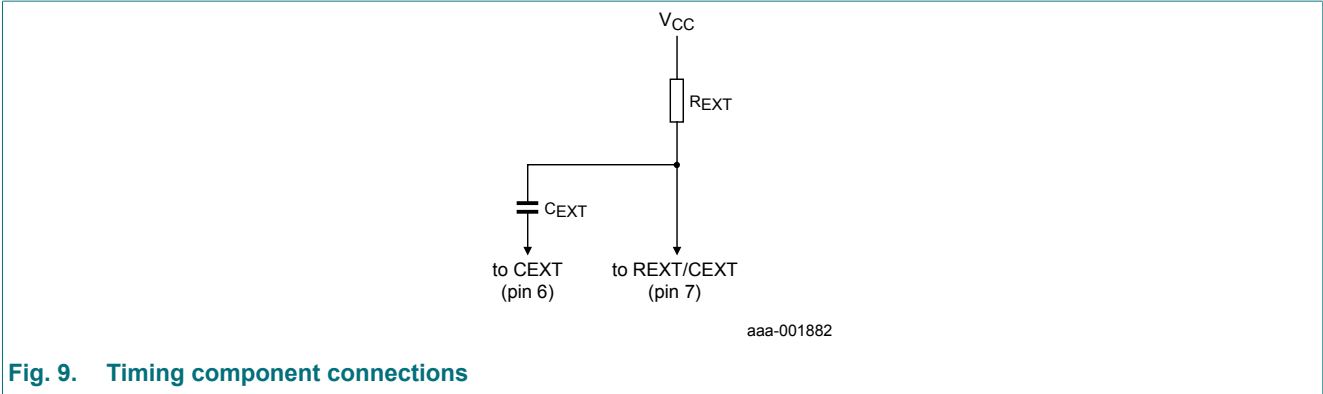 VCC
REXT
CEXT
to CEXT
(pin 6)
to REXT/CEXT
(pin 7)
aaa-001882
Fig. 9. Timing component connections